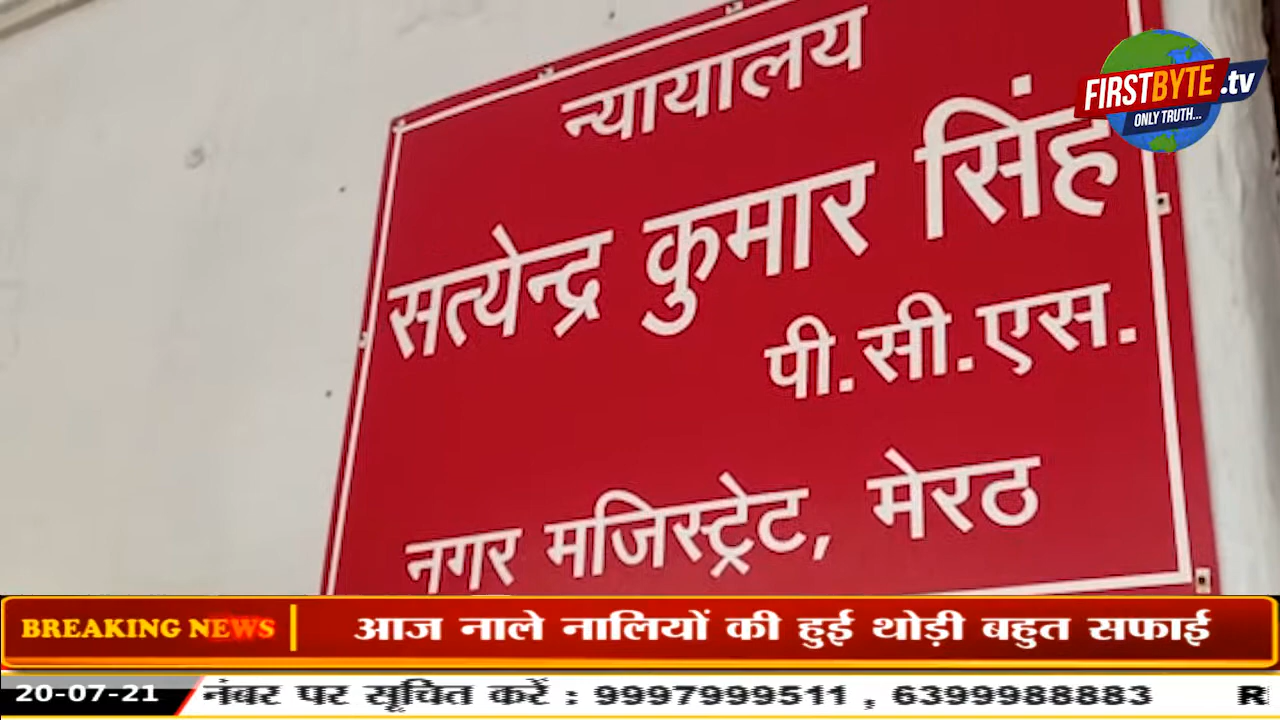 न्यायालय
FIRSTBYTE.tv
ONLY TRUTH...
सत्येन्द्र कुमार सिंह
पी.सी.एस.
नगर मजिस्ट्रेट, मेरठ
BREAKING NEWS
आज नाले नालियों की हुई थोड़ी बहुत सफाई
20-07-21 नंबर पर सूचित करें : 9997999511 , 6399988883 R